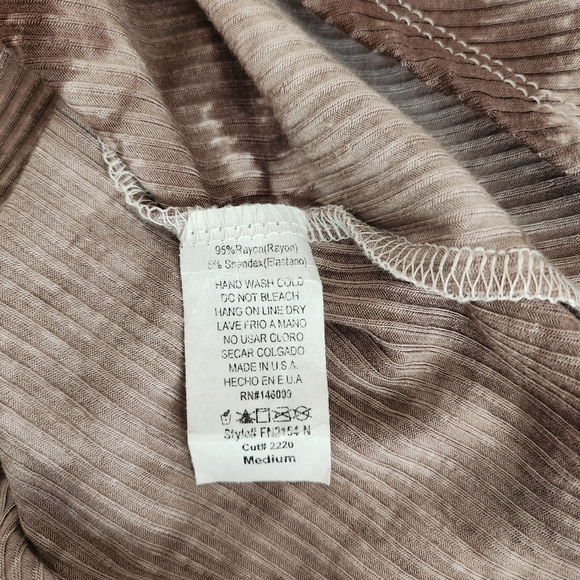 95%Rayon(Rayon)
5% Spandex(Elastano)
HAND WASH COLD
DO NOT BLEACH
HANG ON LINE DRY
LAVE FRIO A MANO
NO USAR CLORO
SECAR COLGADO
MADE IN U.S.A
HECHO EN E.U.A
RN#146099
Style# FN3154-N
Cut# 2220
Medium